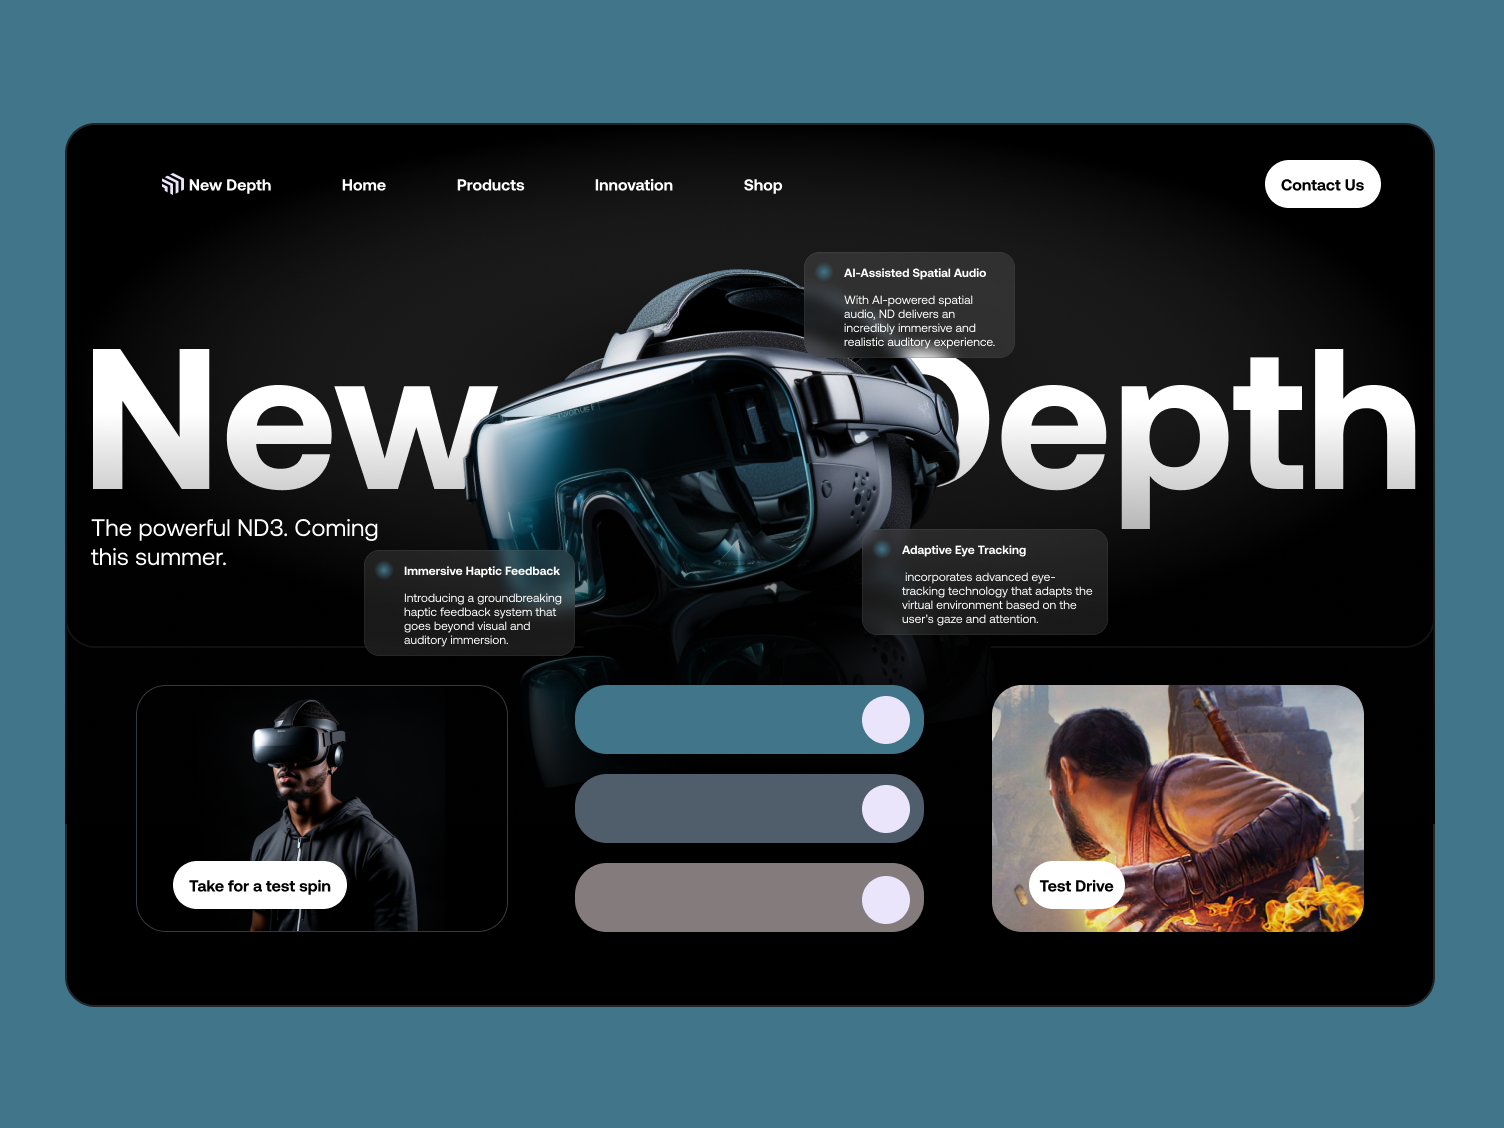 New Depth
Home
Products
Innovation
Shop
Contact Us
AI-Assisted Spatial Audio
With AI-powered spatial
audio, ND delivers an
incredibly immersive and
realistic auditory experience.
New Depth
The powerful ND3. Coming
this summer.
Immersive Haptic Feedback
Introducing a groundbreaking
haptic feedback system that
goes beyond visual and
auditory immersion.
Adaptive Eye Tracking
incorporates advanced eye-
tracking technology that adapts the
virtual environment based on the
user's gaze and attention.
Take for a test spin
Test Drive